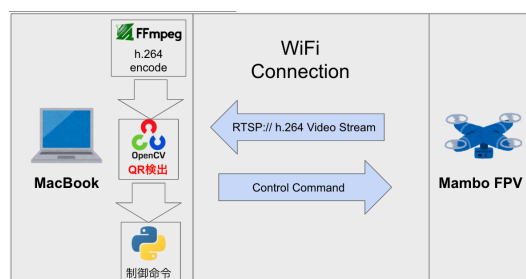 FFmpeg
h.264
encode
WiFi
Connection
RTSP:// h.264 Video Stream
OpenCV
QR検出
MacBook
Control Command
Mambo FPV
制御命令